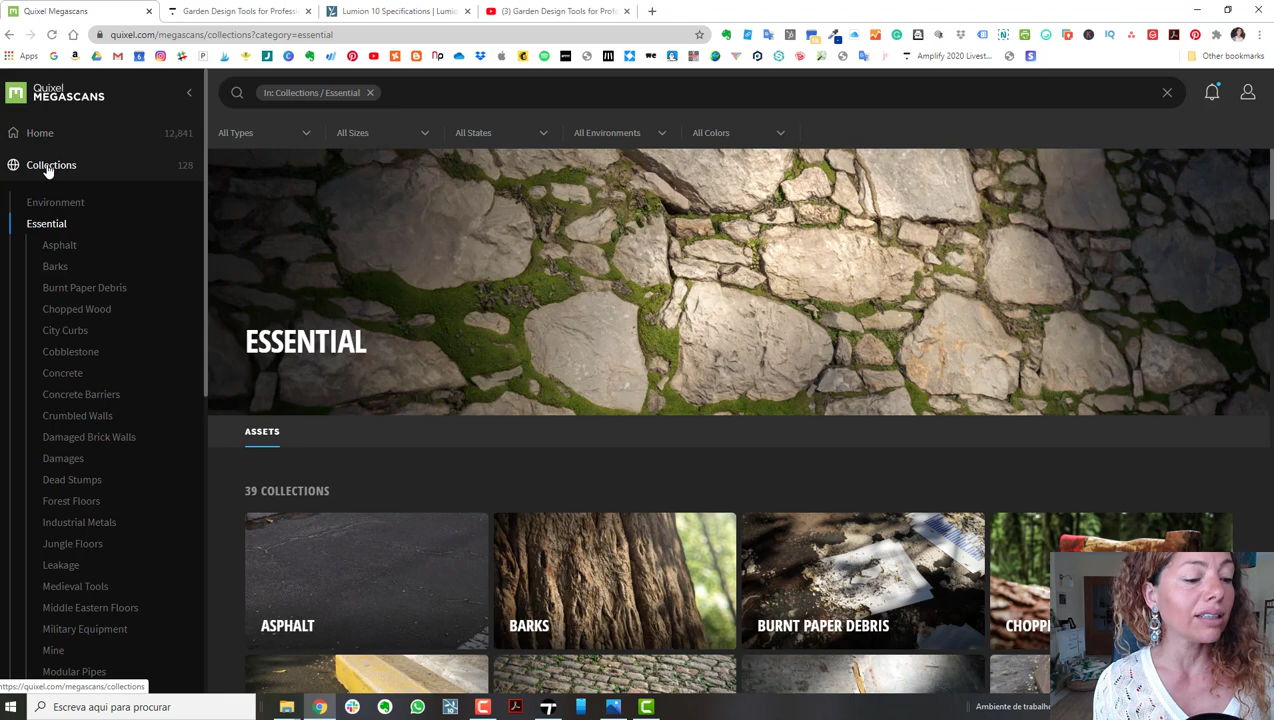 Quixel Megascans
Garden Design Tools for Profession
Lumion 10 Specifications | Lumio
(3) Garden Design Tools for Profe
quixel.com/megascans/collections?category=essential
Apps
Amplify 2020 Livest...
Other bookmarks
Quixel
MEGASCANS
In: Collections / Essential
Home 12,841
All Types All Sizes All States All Environments All Colors
Collections 128
Environment
Essential
Asphalt
Barks
Burnt Paper Debris
Chopped Wood
City Curbs
Cobblestone
Concrete
Concrete Barriers
Crumbled Walls
Damaged Brick Walls
Damages
Dead Stumps
Forest Floors
Industrial Metals
Jungle Floors
Leakage
Medieval Tools
Middle Eastern Floors
Military Equipment
Mine
Modular Pipes
ESSENTIAL
ASSETS
39 COLLECTIONS
ASPHALT
BARKS
BURNT PAPER DEBRIS
CHOPP
https://quixel.com/megascans/collections
Escreva aqui para procurar
Ambiente de trabalho